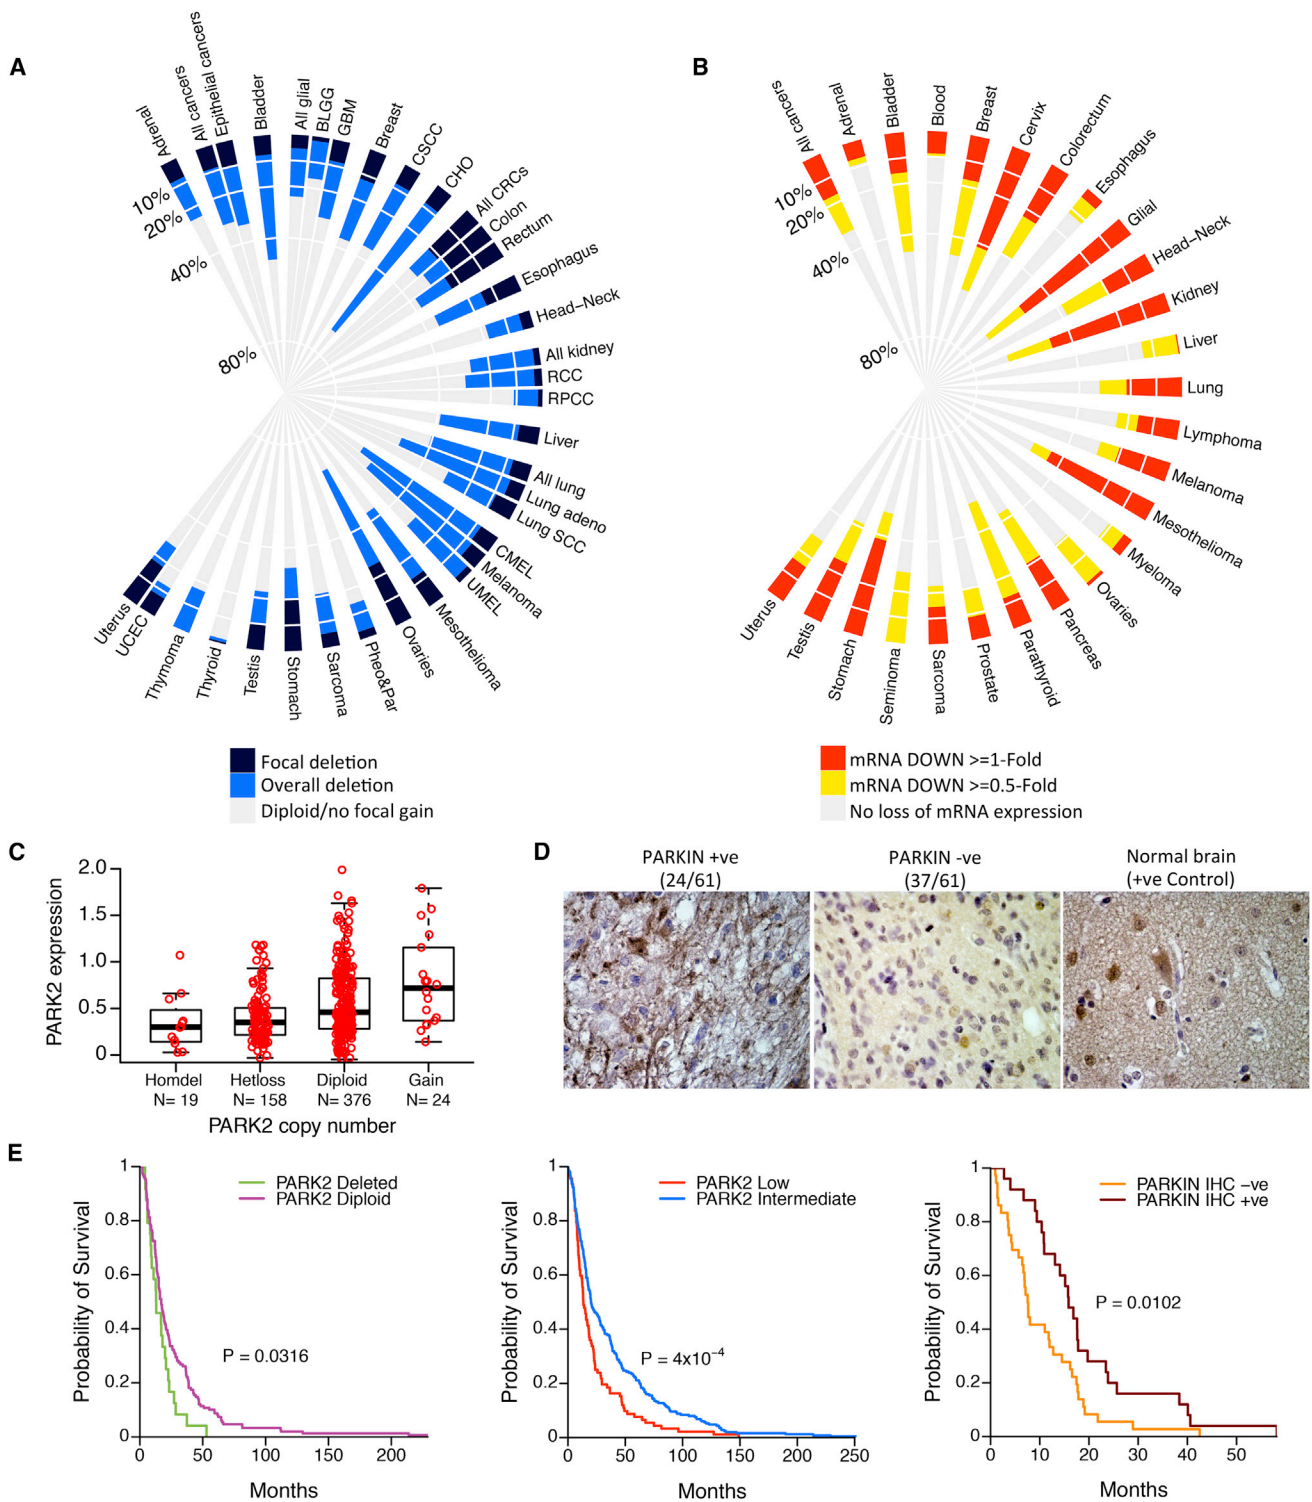 A
Adrenal
All cancers
Epithelial cancers
Bladder
All glial
BLGG
GBM
Breast
CSCC
CHO
All CRCs
Colon
Rectum
Esophagus
Head–Neck
All kidney
RCC
RPCC
Liver
All lung
Lung adeno
Lung SCC
CMEL
Melanoma
UMEL
Mesothelioma
Ovaries
Pheo&Par
Sarcoma
Stomach
Testis
Thyroid
Thymoma
UCEC
Uterus
10%
20%
40%
80%
Focal deletion
Overall deletion
Diploid/no focal gain
B
All cancers
Adrenal
Bladder
Blood
Breast
Cervix
Colorectum
Esophagus
Glial
Head–Neck
Kidney
Liver
Lung
Lymphoma
Melanoma
Mesothelioma
Myeloma
Ovaries
Pancreas
Parathyroid
Prostate
Sarcoma
Seminoma
Stomach
Testis
Uterus
10%
20%
40%
80%
mRNA DOWN >=1-Fold
mRNA DOWN >=0.5-Fold
No loss of mRNA expression
C
PARK2 expression
2.0
1.5
1.0
0.5
0
Homdel Hetloss Diploid Gain
N= 19 N= 158 N= 376 N= 24
PARK2 copy number
D
PARKIN +ve
(24/61)
PARKIN -ve
(37/61)
Normal brain
(+ve Control)
E
Probability of Survival
1
0.8
0.6
0.4
0.2
0
PARK2 Deleted
PARK2 Diploid
P = 0.0316
0 50 100 150 200
Months
Probability of Survival
1
0.8
0.6
0.4
0.2
0
PARK2 Low
PARK2 Intermediate
P = 4x10⁻⁴
0 50 100 150 200 250
Months
Probability of Survival
1
0.8
0.6
0.4
0.2
0
PARKIN IHC –ve
PARKIN IHC +ve
P = 0.0102
0 10 20 30 40 50
Months